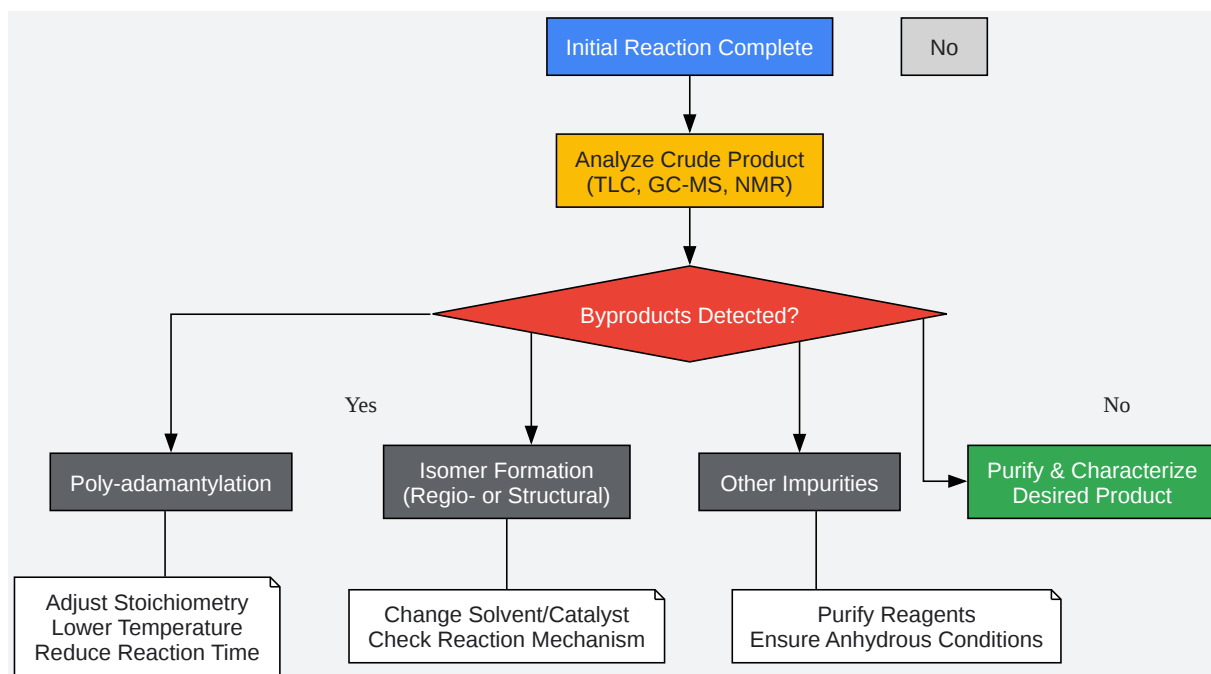 Initial Reaction Complete
No
Analyze Crude Product
(TLC, GC-MS, NMR)
Byproducts Detected?
Yes
No
Poly-adamantylation
Isomer Formation
(Regio- or Structural)
Other Impurities
Purify & Characterize
Desired Product
Adjust Stoichiometry
Lower Temperature
Reduce Reaction Time
Change Solvent/Catalyst
Check Reaction Mechanism
Purify Reagents
Ensure Anhydrous Conditions